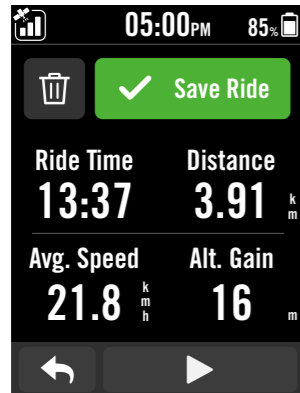 05:00PM 85%
Save Ride
Ride Time Distance
13:37 3.91 km
Avg. Speed Alt. Gain
21.8 kmh 16 m